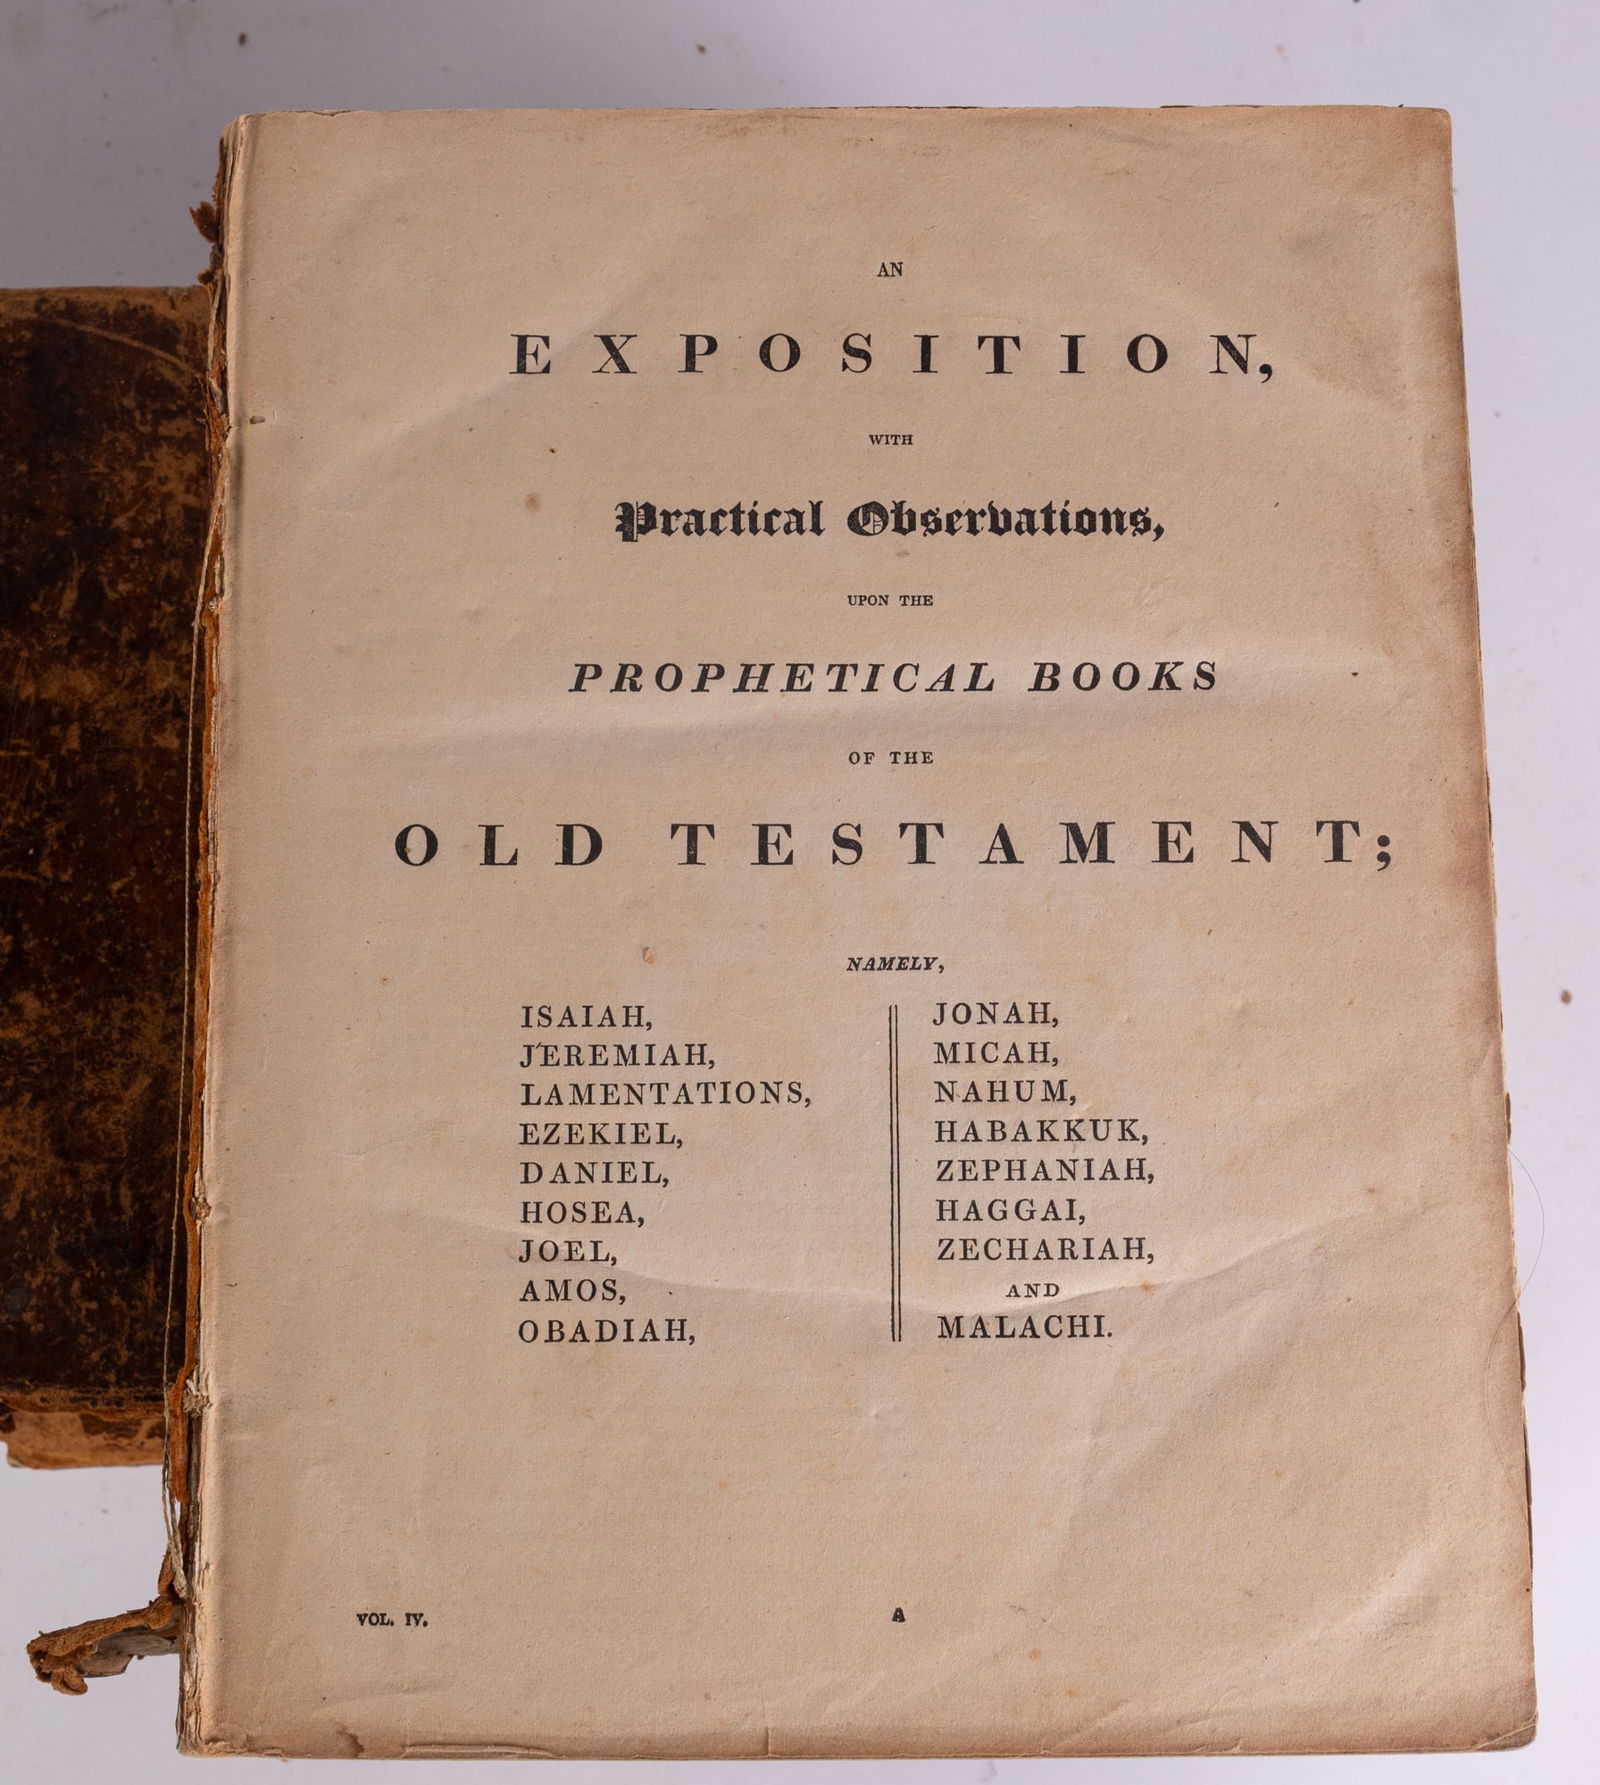 AN
EXPOSITION,
WITH
Practical Observations,
UPON THE
PROPHETICAL BOOKS
OF THE
OLD TESTAMENT;
NAMELY,
ISAIAH,
JEREMIAH,
LAMENTATIONS,
EZEKIEL,
DANIEL,
HOSEA,
JOEL,
AMOS,
OBADIAH,
JONAH,
MICAH,
NAHUM,
HABAKKUK,
ZEPHANIAH,
HAGGAI,
ZECHARIAH,
AND
MALACHI.
VOL. IV. A